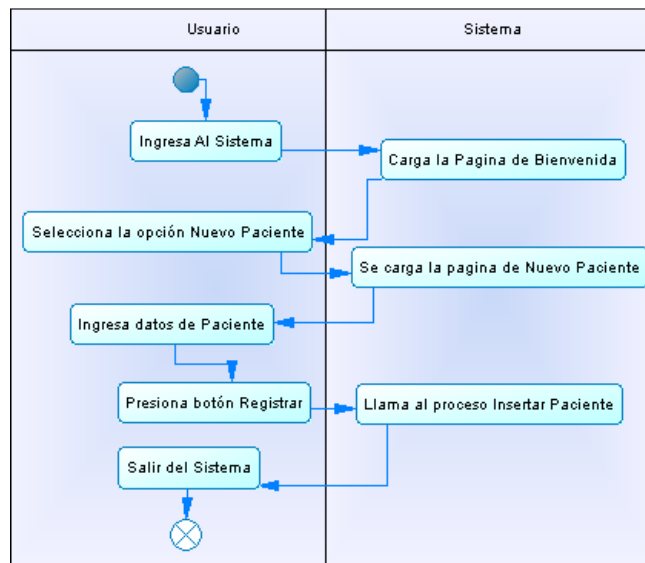 Usuario
Sistema
Ingresa Al Sistema
Carga la Pagina de Bienvenida
Selecciona la opción Nuevo Paciente
Se carga la pagina de Nuevo Paciente
Ingresa datos de Paciente
Presiona botón Registrar
Llama al proceso Insertar Paciente
Salir del Sistema